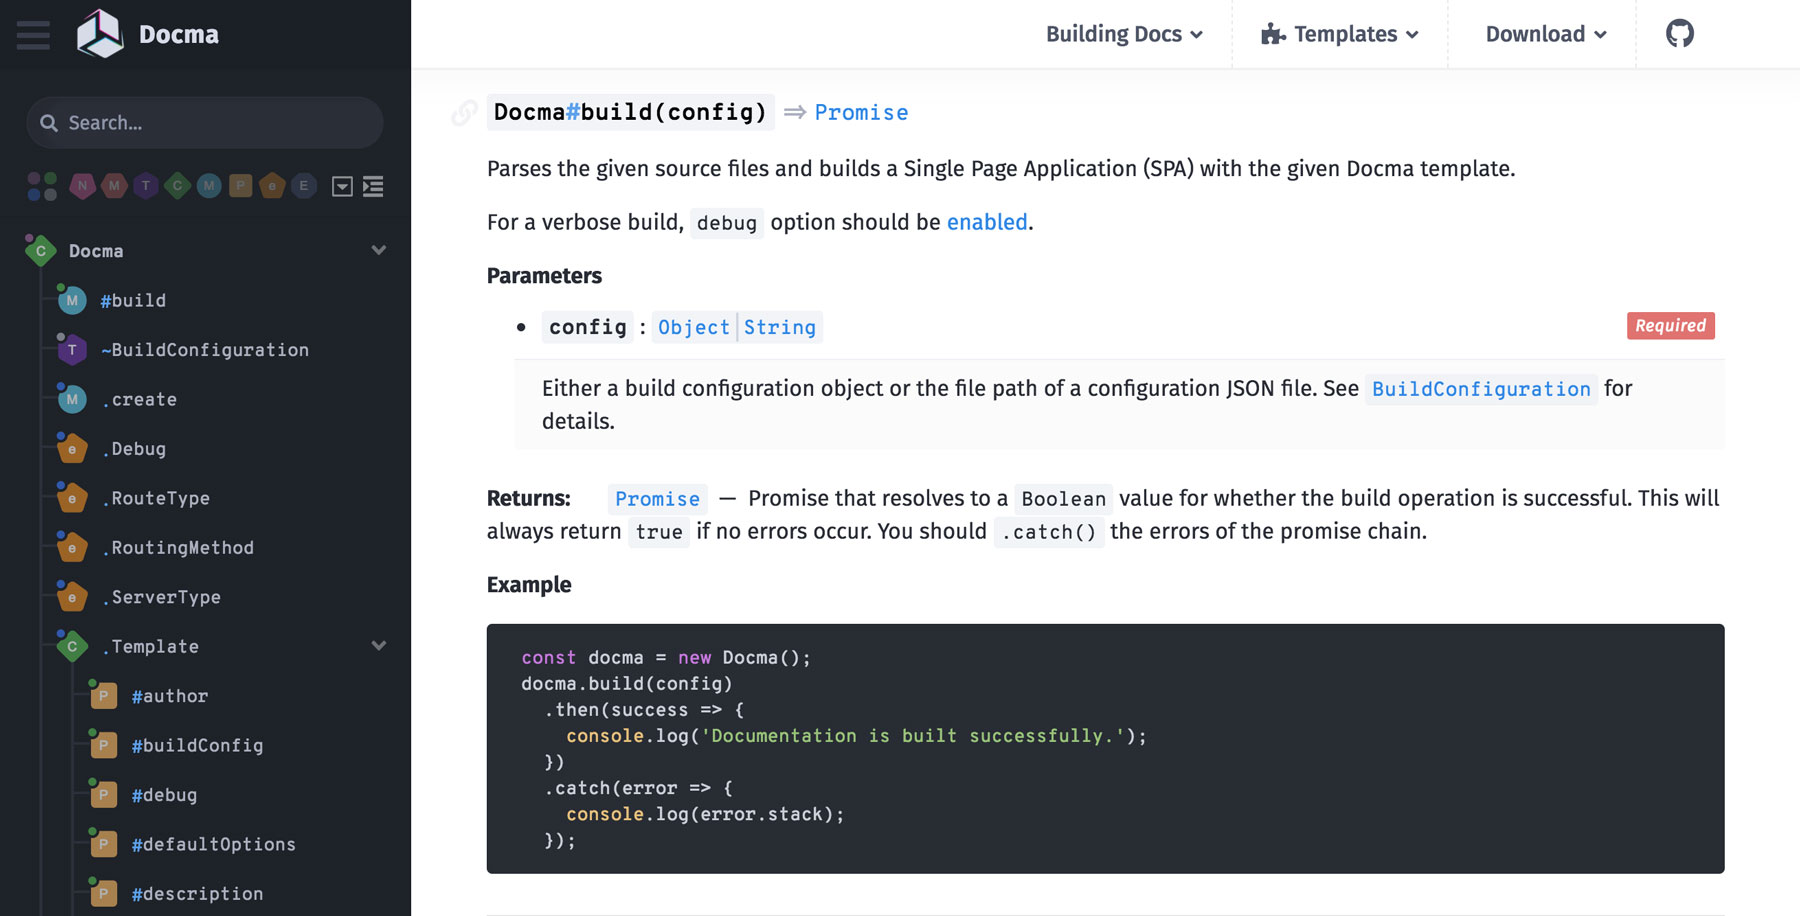 Docma
Building Docs
Templates
Download
Search...
N M T C M P e E
C Docma
M #build
T ~BuildConfiguration
M .create
e .Debug
e .RouteType
e .RoutingMethod
e .ServerType
C .Template
P #author
P #buildConfig
P #debug
P #defaultOptions
P #description
Docma#build(config) ⇒ Promise
Parses the given source files and builds a Single Page Application (SPA) with the given Docma template.
For a verbose build, debug option should be enabled.
Parameters
• config : Object|String Required
Either a build configuration object or the file path of a configuration JSON file. See BuildConfiguration for
details.
Returns: Promise — Promise that resolves to a Boolean value for whether the build operation is successful. This will
always return true if no errors occur. You should .catch() the errors of the promise chain.
Example
const docma = new Docma();
docma.build(config)
  .then(success => {
    console.log('Documentation is built successfully.');
  })
  .catch(error => {
    console.log(error.stack);
  });